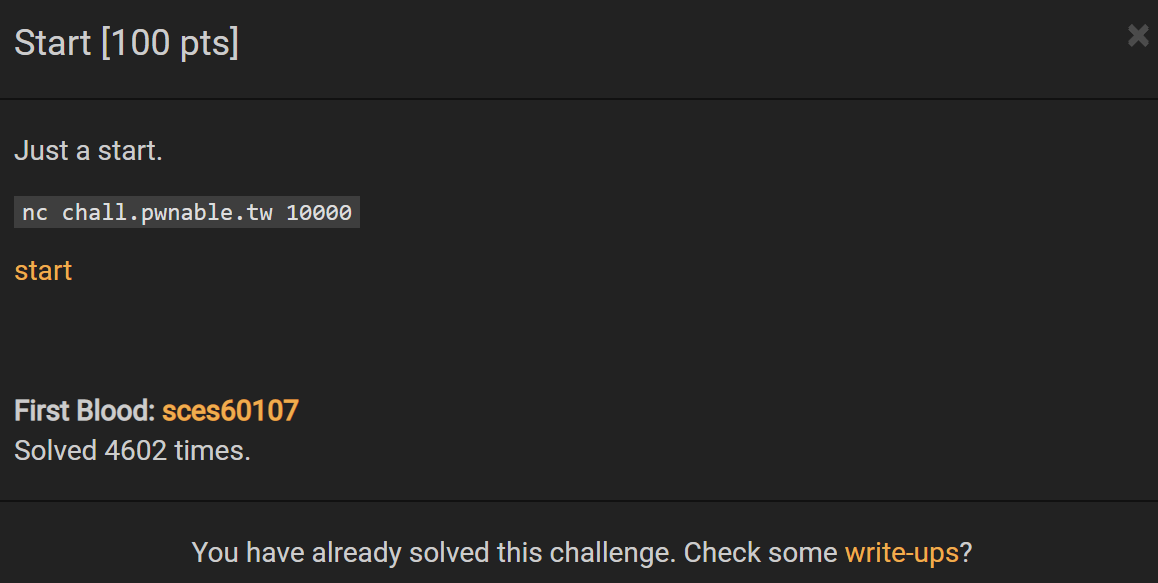 Start [100 pts]
×
Just a start.
nc chall.pwnable.tw 10000
start
First Blood: sces60107
Solved 4602 times.
You have already solved this challenge. Check some write-ups?